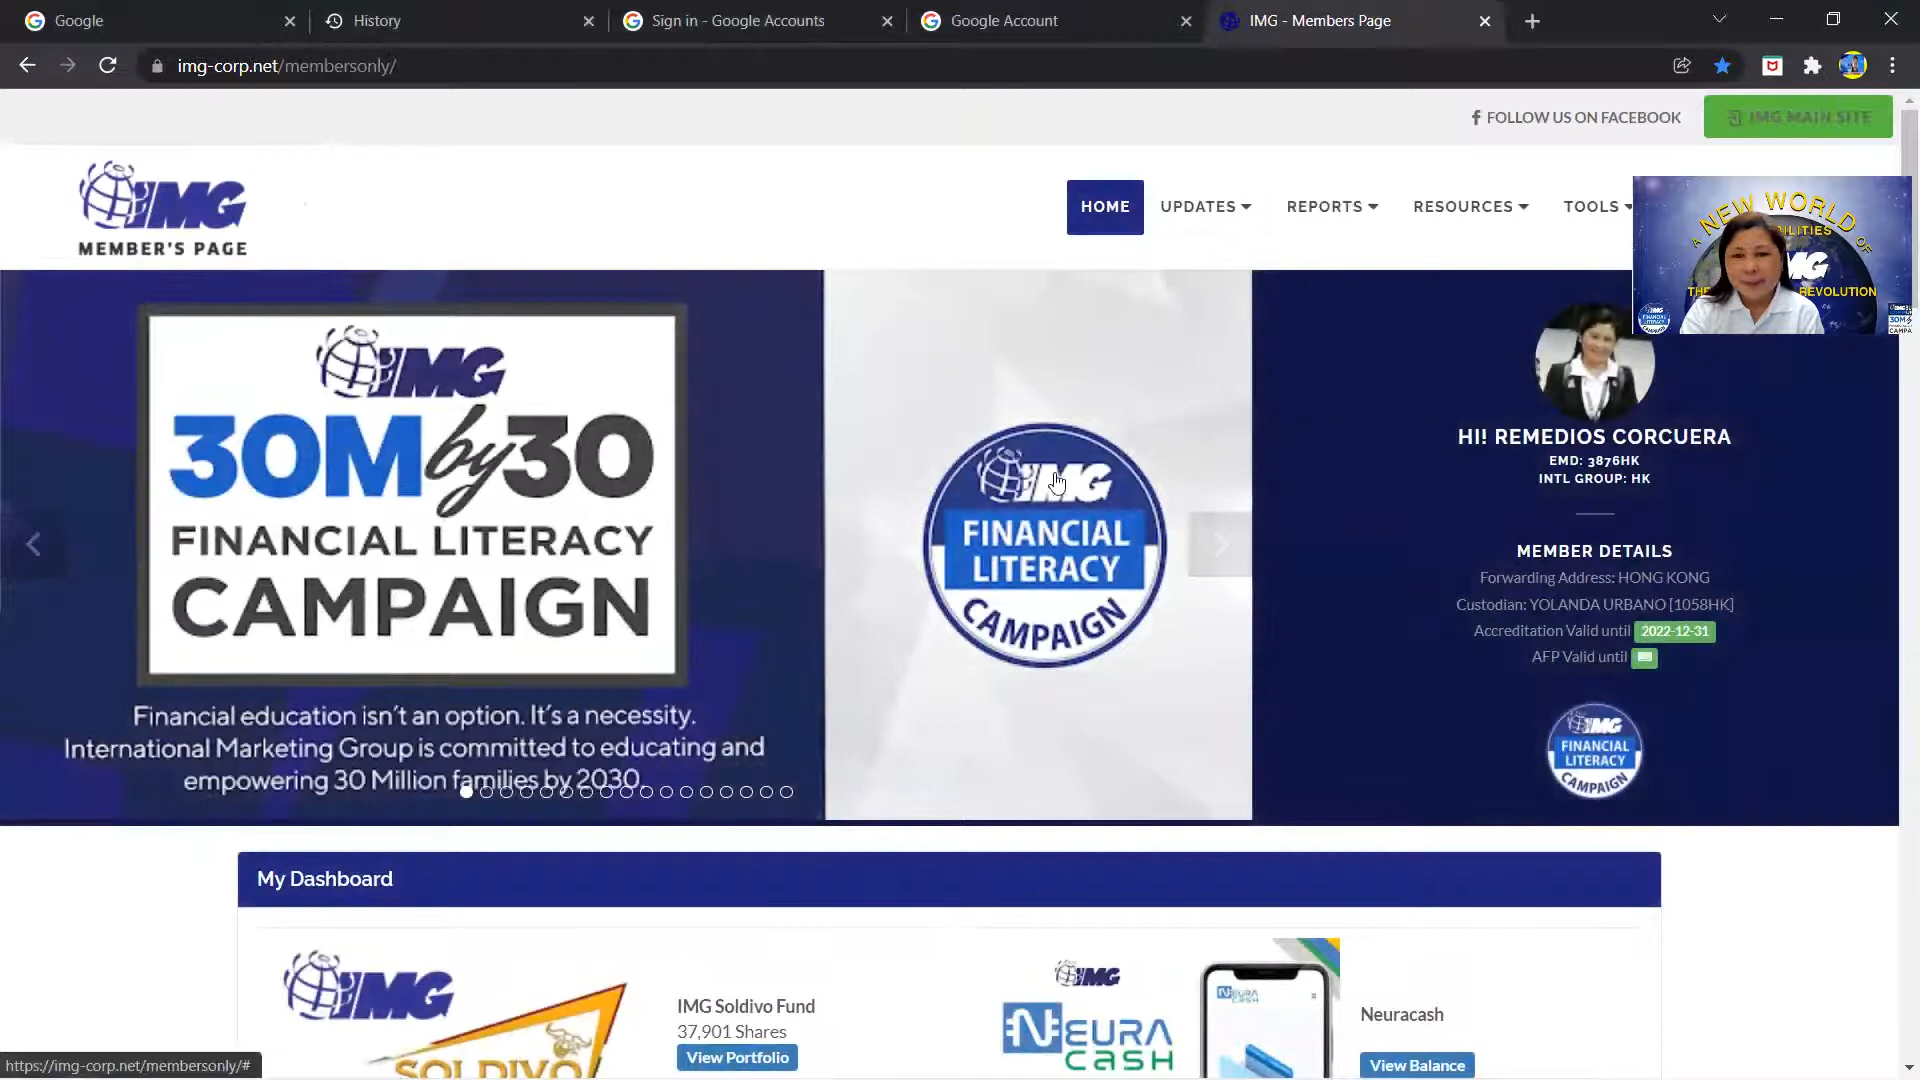 Google
History
Sign in - Google Accounts
Google Account
IMG - Members Page
img-corp.net/membersonly/
FOLLOW US ON FACEBOOK
IMG MAIN SITE
IMG
MEMBER'S PAGE
HOME
UPDATES
REPORTS
RESOURCES
TOOLS
A NEW WORLD
OF
IMG
REVOLUTION
IMG
30M by 30
FINANCIAL LITERACY
CAMPAIGN
Financial education isn't an option. It's a necessity.
International Marketing Group is committed to educating and
empowering 30 Million families by 2030.
IMG
FINANCIAL
LITERACY
CAMPAIGN
HI! REMEDIOS CORCUERA
EMD: 3876HK
INTL GROUP: HK
MEMBER DETAILS
Forwarding Address: HONG KONG
Custodian: YOLANDA URBANO [1058HK]
Accreditation Valid until 2022-12-31
AFP Valid until
IMG
FINANCIAL
LITERACY
CAMPAIGN
My Dashboard
IMG
SOLDIVO
IMG Soldivo Fund
37,901 Shares
View Portfolio
IMG
NEURA
CASH
NEURA
CASH
Neuracash
View Balance
https://img-corp.net/membersonly/#